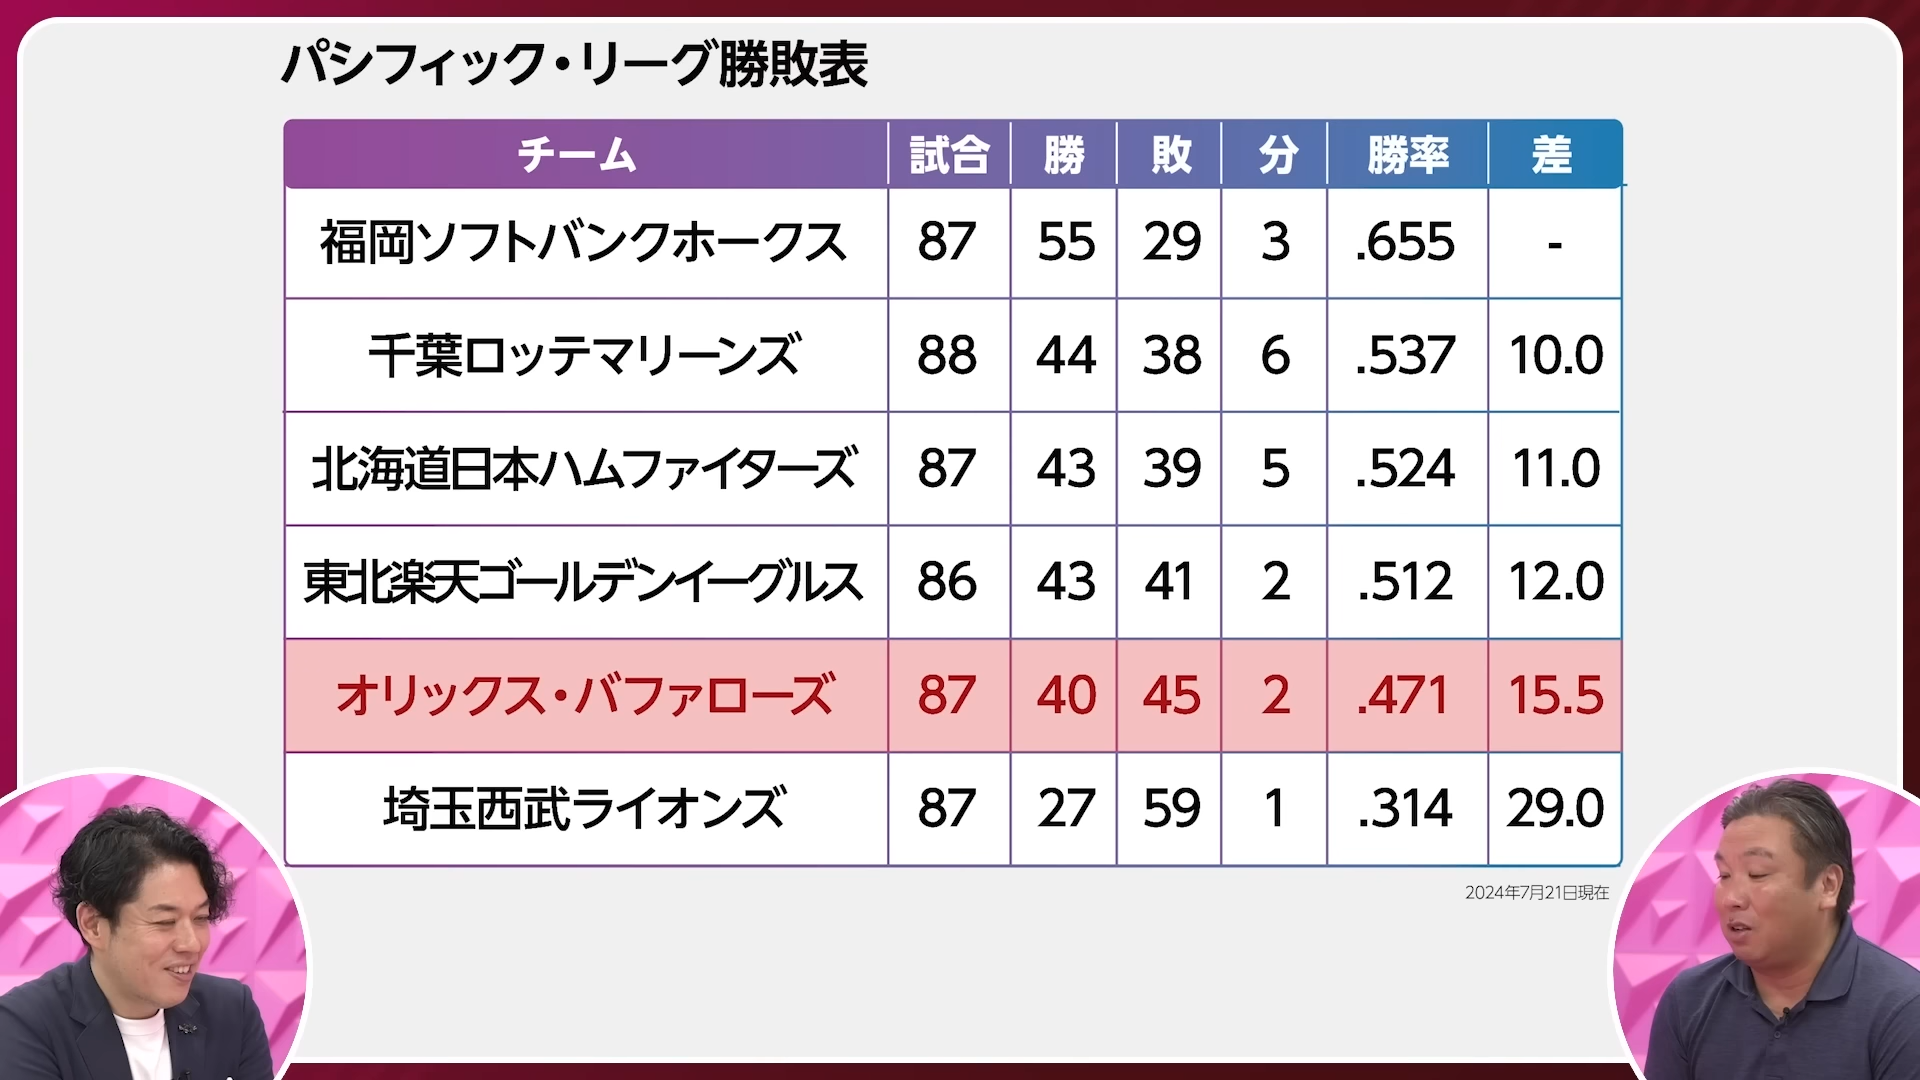 パシフィック・リーグ勝敗表
チーム 試合 勝 敗 分 勝率 差
福岡ソフトバンクホークス 87 55 29 3 .655 -
千葉ロッテマリーンズ 88 44 38 6 .537 10.0
北海道日本ハムファイターズ 87 43 39 5 .524 11.0
東北楽天ゴールデンイーグルス 86 43 41 2 .512 12.0
オリックス・バファローズ 87 40 45 2 .471 15.5
埼玉西武ライオンズ 87 27 59 1 .314 29.0
2024年7月21日現在